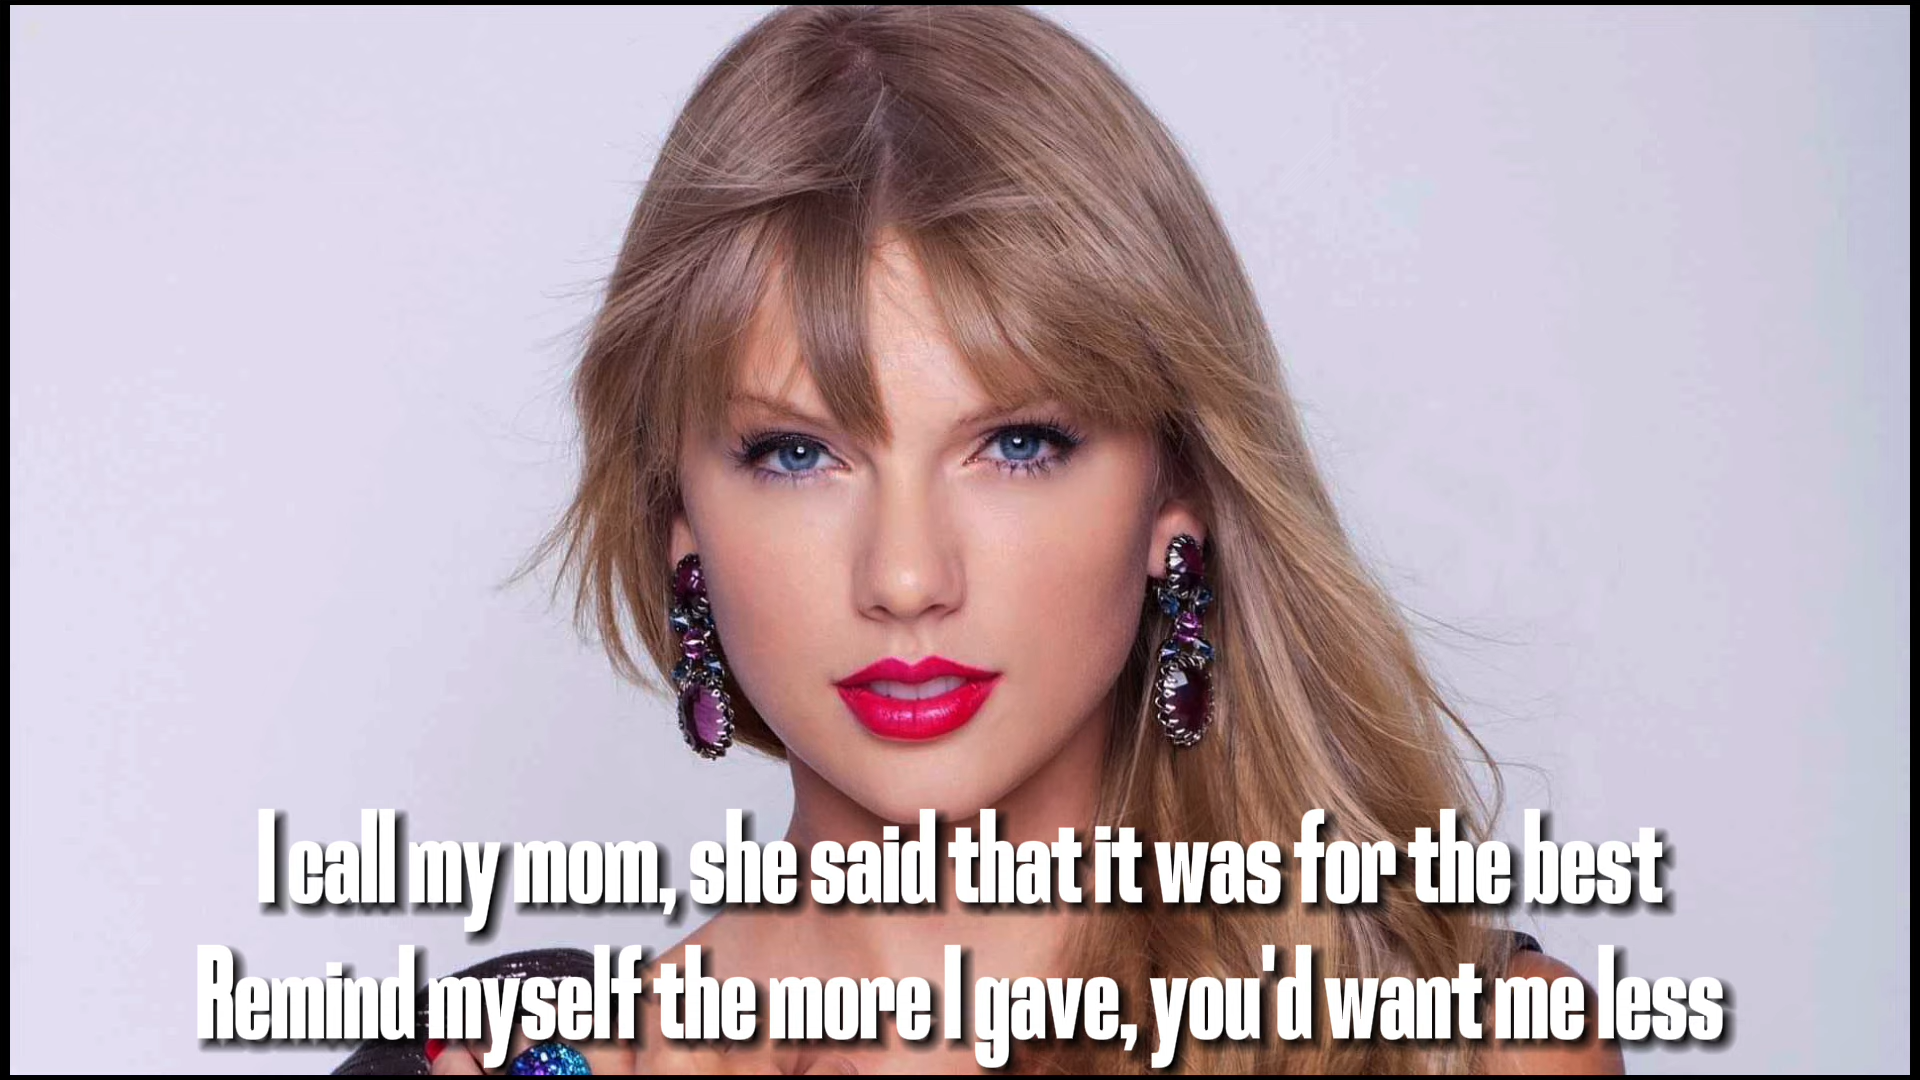 I call my mom, she said that it was for the best
Remind myself the more I gave, you'd want me less